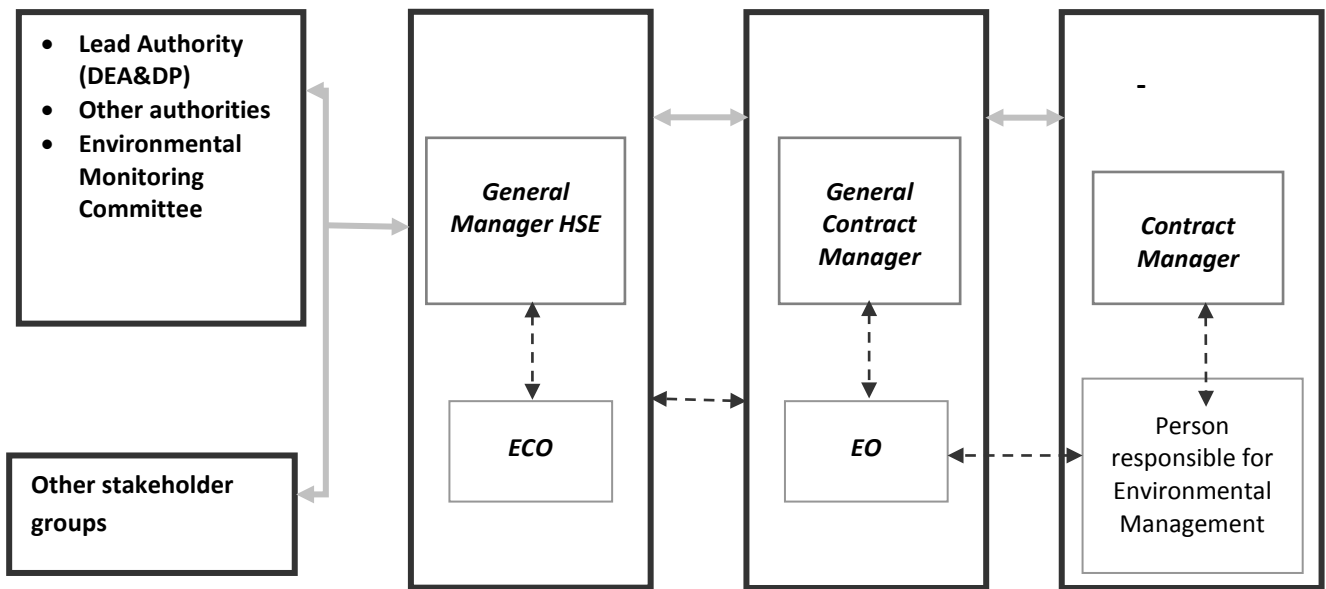 • Lead Authority
(DEA&DP)
• Other authorities
• Environmental
Monitoring
Committee
Other stakeholder
groups
General
Manager HSE
ECO
General
Contract
Manager
EO
-
Contract
Manager
Person
responsible for
Environmental
Management